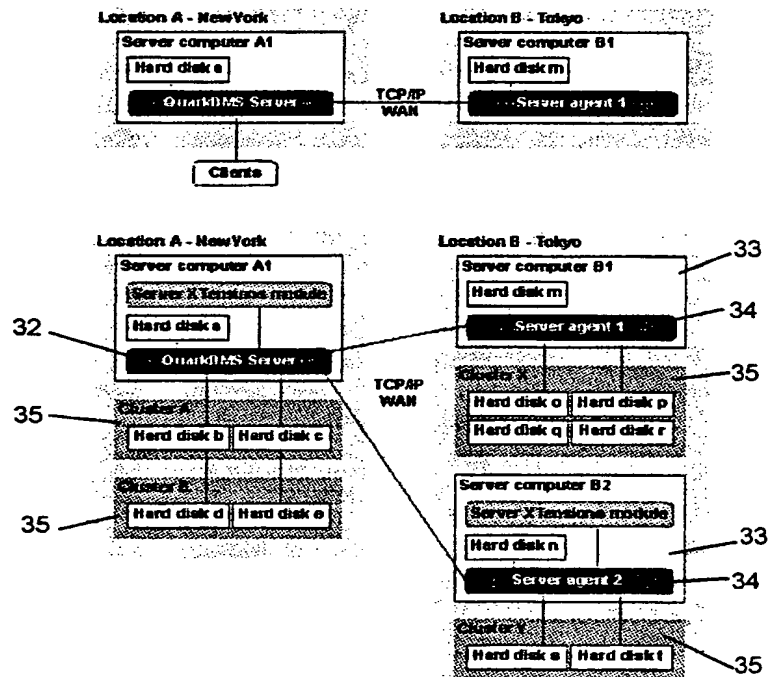 Location A - NewYork
Server computer A1
Hard disk a
QuarkDMS Server
Clients
TCP/IP
WAN
Location B - Tokyo
Server computer B1
Hard disk m
Server agent 1
Location A - NewYork
Server computer A1
Server XTensions module
Hard disk a
32
QuarkDMS Server
35
Cluster A
Hard disk b
Hard disk c
35
Cluster B
Hard disk d
Hard disk e
TCP/IP
WAN
Location B - Tokyo
Server computer B1
33
Hard disk m
Server agent 1
34
Cluster X
35
Hard disk o
Hard disk p
Hard disk q
Hard disk r
Server computer B2
Server XTensions module
33
Hard disk n
Server agent 2
34
Cluster Y
35
Hard disk s
Hard disk t